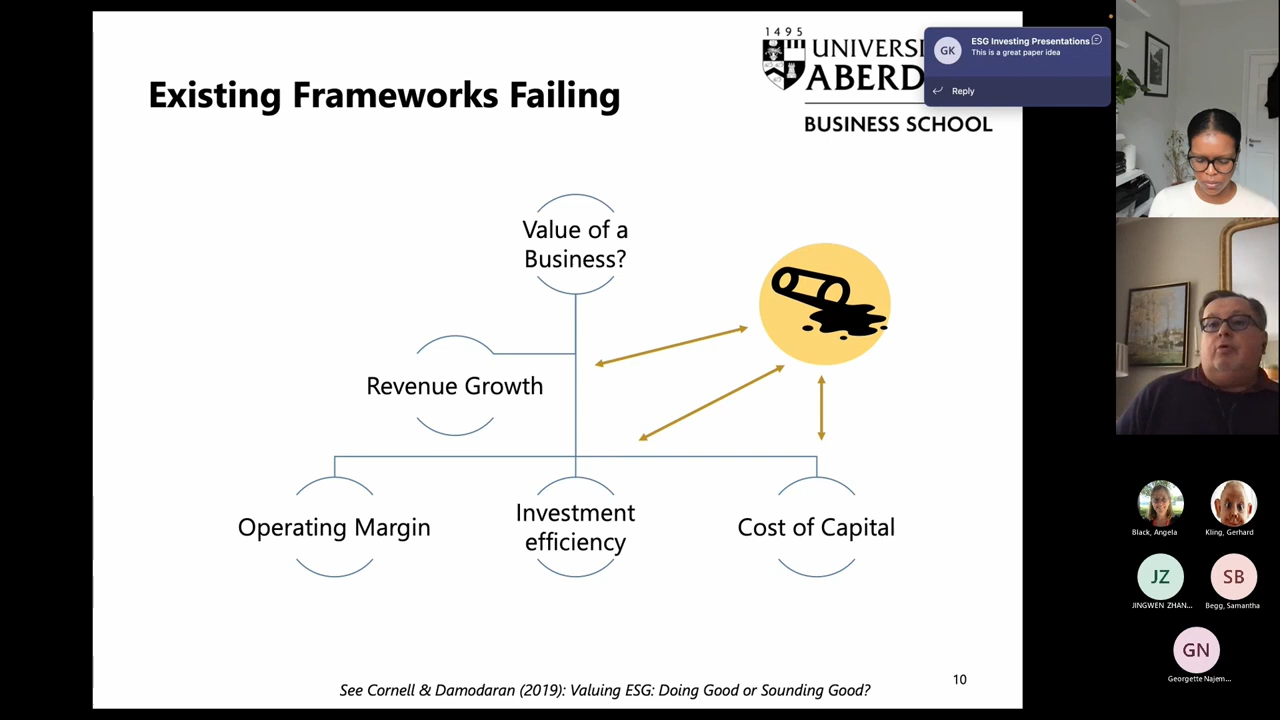 Existing Frameworks Failing
1495
UNIVERSI
ABERD
BUSINESS SCHOOL
GK
ESG Investing Presentations
This is a great paper idea
Reply
Value of a
Business?
Revenue Growth
Operating Margin
Investment
efficiency
Cost of Capital
See Cornell & Damodaran (2019): Valuing ESG: Doing Good or Sounding Good?
10
Black, Angela
Kling, Gerhard
JZ
SB
JINGWEN ZHAN...
Begg, Samantha
GN
Georgette Najem...